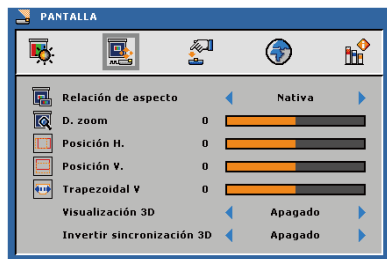 PANTALLA
Relación de aspecto Nativa
D. zoom 0
Posición H. 0
Posición V. 0
Trapezoidal V 0
Visualización 3D Apagado
Invertir sincronización 3D Apagado